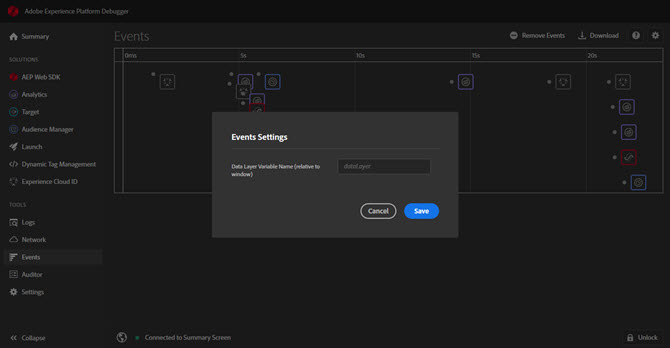 Adobe Experience Platform Debugger
Summary
Events
Remove Events
Download
0ms
5s
10s
15s
20s
SOLUTIONS
AEP Web SDK
Analytics
Target
Audience Manager
Launch
Dynamic Tag Management
Experience Cloud ID
TOOLS
Logs
Network
Events
Auditor
Settings
Events Settings
Data Layer Variable Name (relative to
window)
dataLayer
Cancel
Save
Collapse
Connected to Summary Screen
Unlock